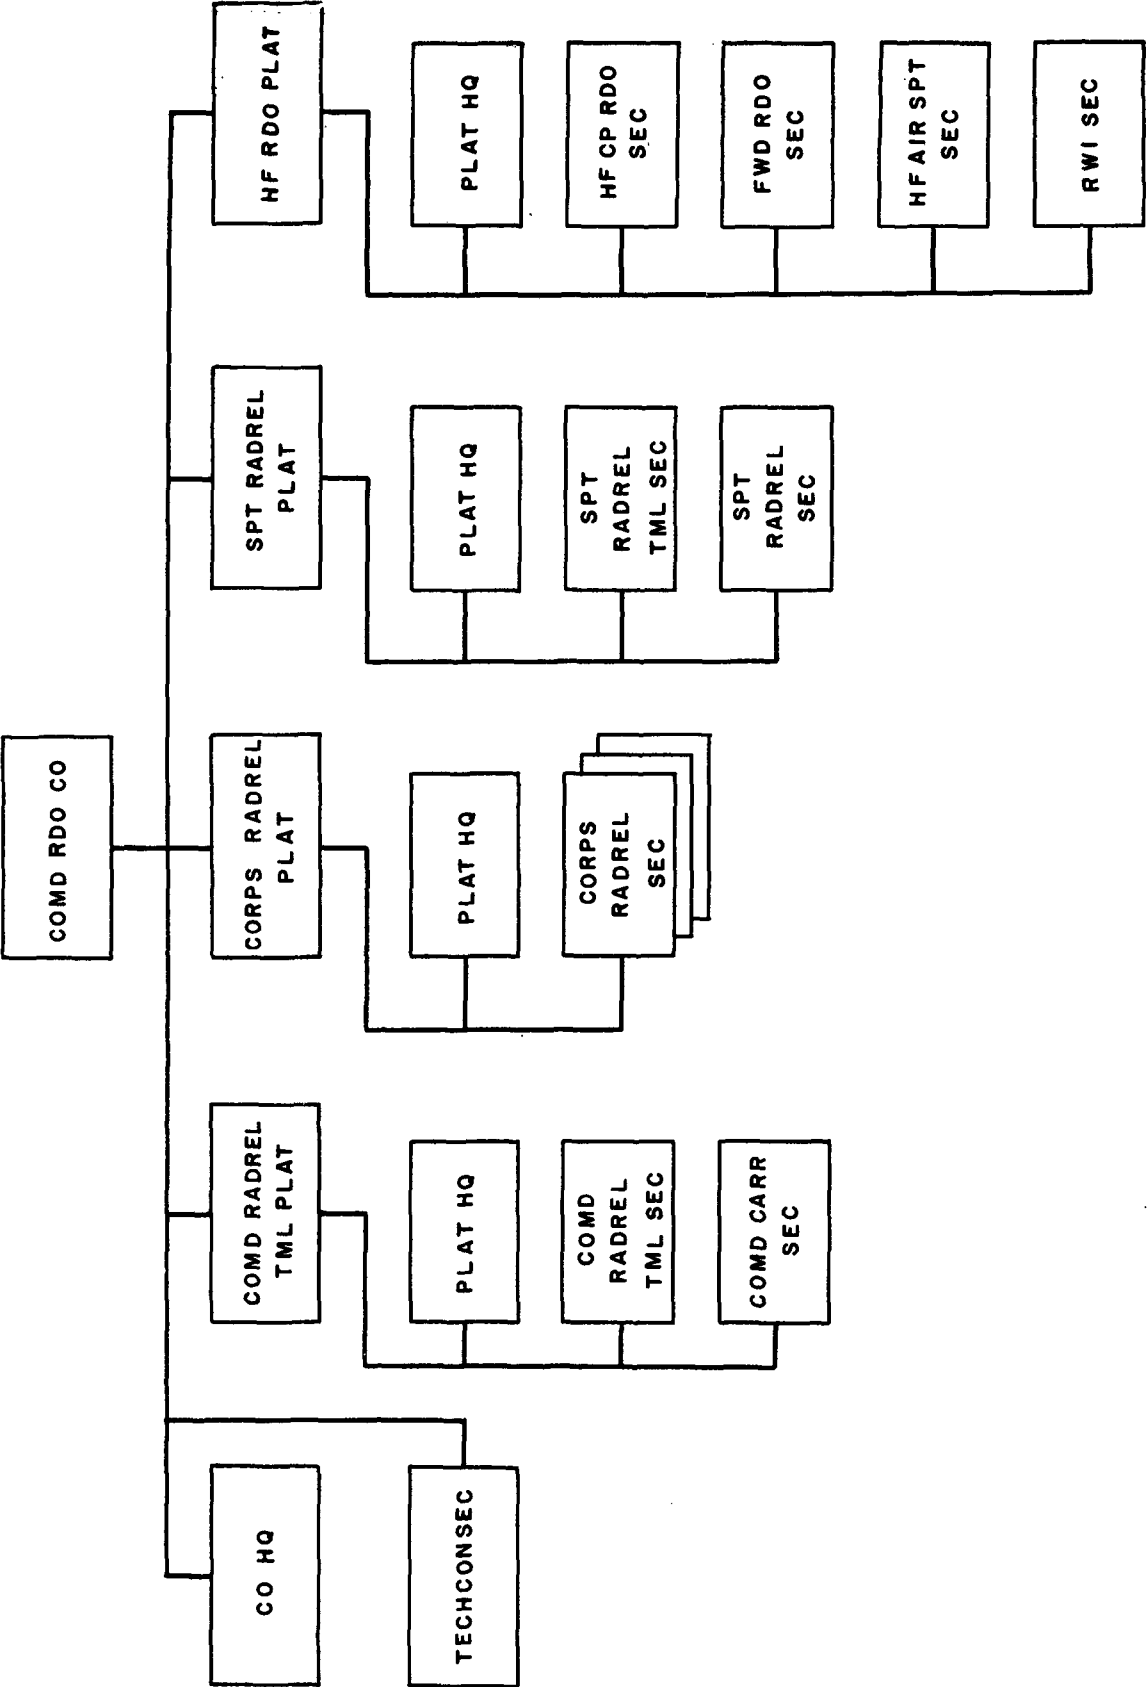 COMD RDO CO
CO HQ
TECHCONSEC
COMD RADREL
TML PLAT
PLAT HQ
COMD
RADREL
TML SEC
COMD CARR
SEC
CORPS RADREL
PLAT
PLAT HQ
CORPS
RADREL
SEC
SPT RADREL
PLAT
PLAT HQ
SPT
RADREL
TML SEC
SPT
RADREL
SEC
HF RDO PLAT
PLAT HQ
HF CP RDO
SEC
FWD RDO
SEC
HF AIR SPT
SEC
RWI SEC